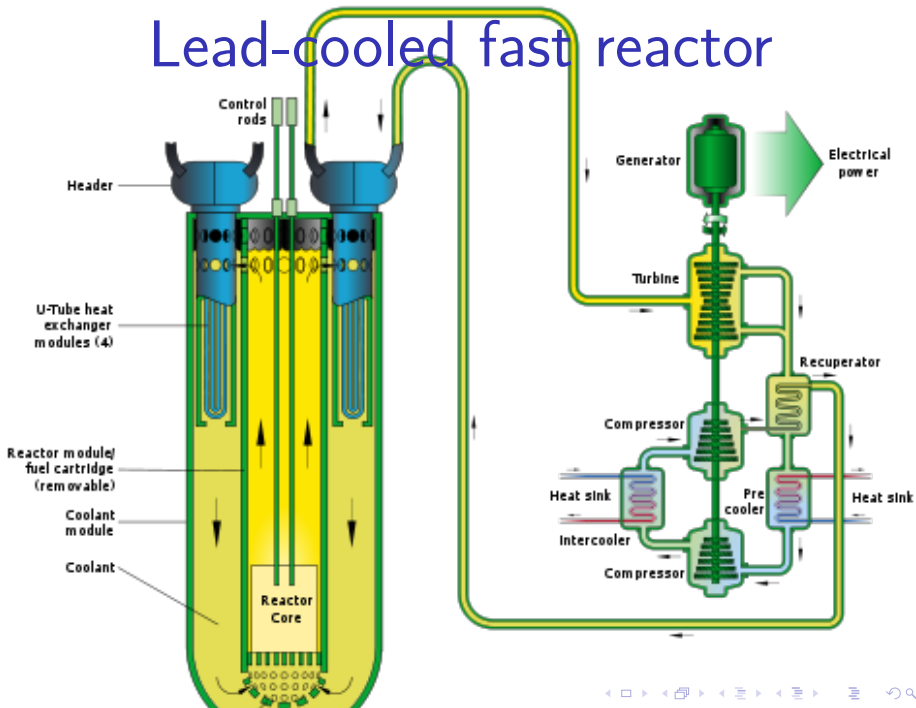 Lead-cooled fast reactor
Control
rods
Generator
Electrical
power
Header
Turbine
U-Tube heat
exchanger
modules (4)
Recuperator
Compressor
Reactor module/
fuel cartridge
(removable)
Heat sink
Pre
cooler
Heat sink
Coolant
module
Intercooler
Coolant
Compressor
Reactor
Core